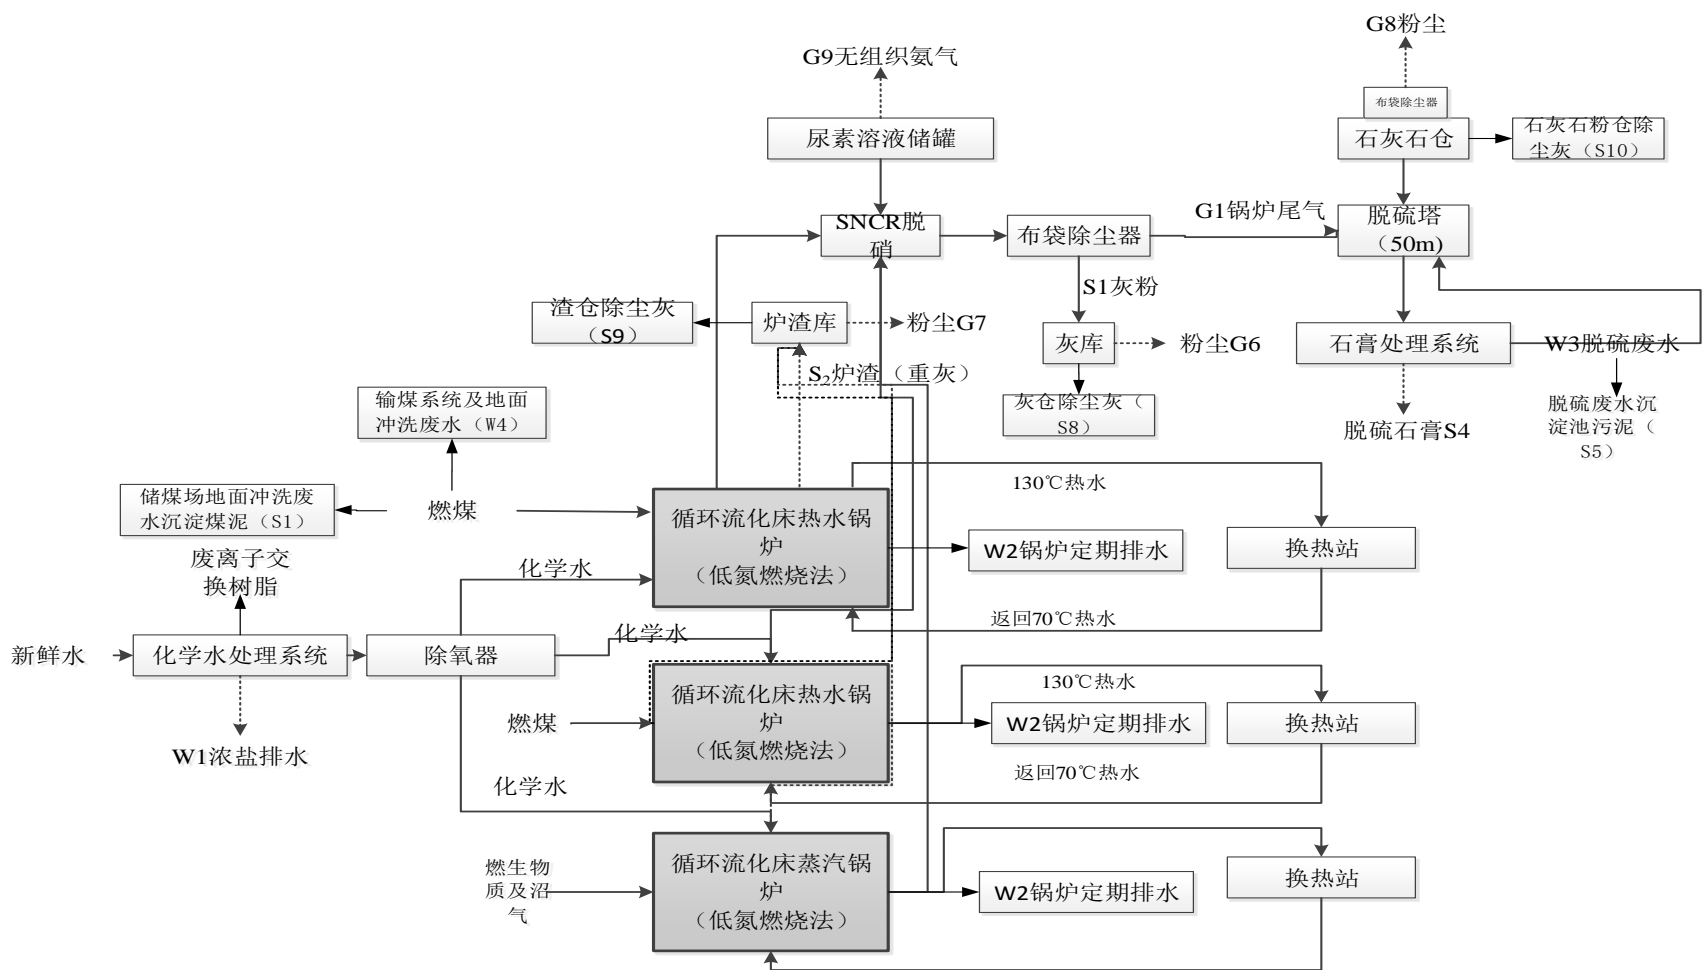 G8粉尘
G9无组织氨气
布袋除尘器
尿素溶液储罐
石灰石仓
石灰石粉仓除
尘灰（S10）
G1锅炉尾气
SNCR脱
硝
布袋除尘器
脱硫塔
（50m）
S1灰粉
渣仓除尘灰
（S9）
炉渣库
粉尘G7
灰库
粉尘G6
石膏处理系统
W3脱硫废水
S2炉渣（重灰）
输煤系统及地面
冲洗废水（W4）
灰仓除尘灰（
S8）
脱硫石膏S4
脱硫废水沉
淀池污泥（
S5）
储煤场地面冲洗废
水沉淀煤泥（S1）
燃煤
循环流化床热水锅
炉
（低氮燃烧法）
130℃热水
W2锅炉定期排水
换热站
废离子交
换树脂
化学水
返回70℃热水
新鲜水
化学水处理系统
除氧器
化学水
循环流化床热水锅
炉
（低氮燃烧法）
130℃热水
燃煤
W2锅炉定期排水
换热站
W1浓盐排水
返回70℃热水
化学水
燃生物
质及沼
气
循环流化床蒸汽锅
炉
（低氮燃烧法）
W2锅炉定期排水
换热站